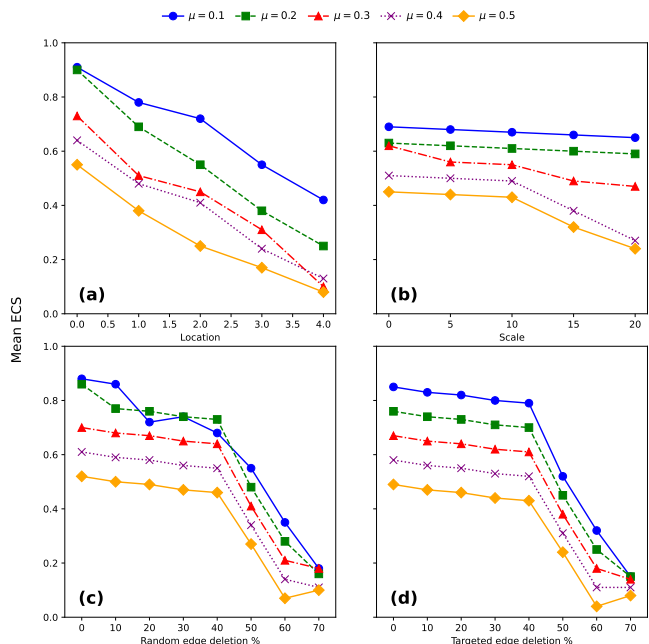 μ = 0.1 μ = 0.2 μ = 0.3 μ = 0.4 μ = 0.5
Mean ECS
1.0
0.8
0.6
0.4
0.2
0.0
(a)
0.0 0.5 1.0 1.5 2.0 2.5 3.0 3.5 4.0
Location
(b)
0 5 10 15 20
Scale
1.0
0.8
0.6
0.4
0.2
0.0
(c)
0 10 20 30 40 50 60 70
Random edge deletion %
(d)
0 10 20 30 40 50 60 70
Targeted edge deletion %